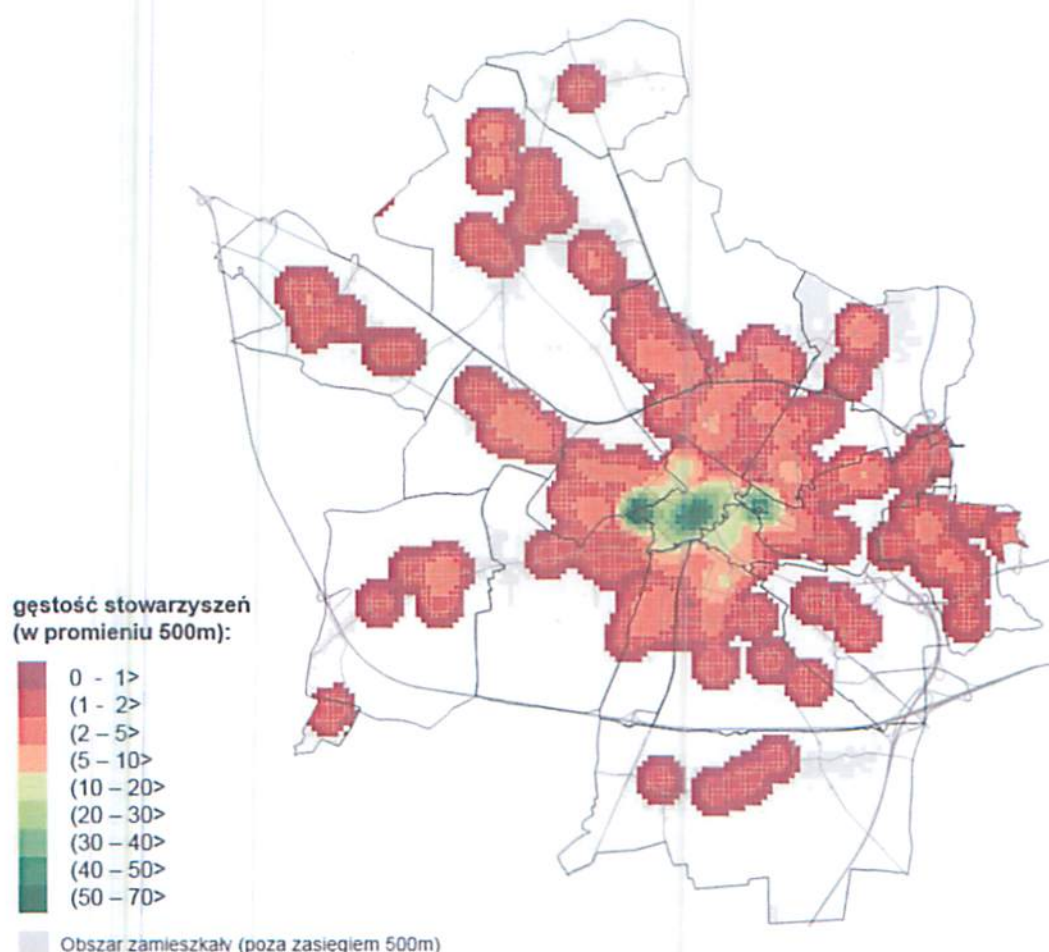 gęstość stowarzyszeń
(w promieniu 500m):
0 - 1>
(1 - 2>
(2 – 5>
(5 – 10>
(10 – 20>
(20 – 30>
(30 – 40>
(40 – 50>
(50 – 70>
Obszar zamieszkały (poza zasięgiem 500m)